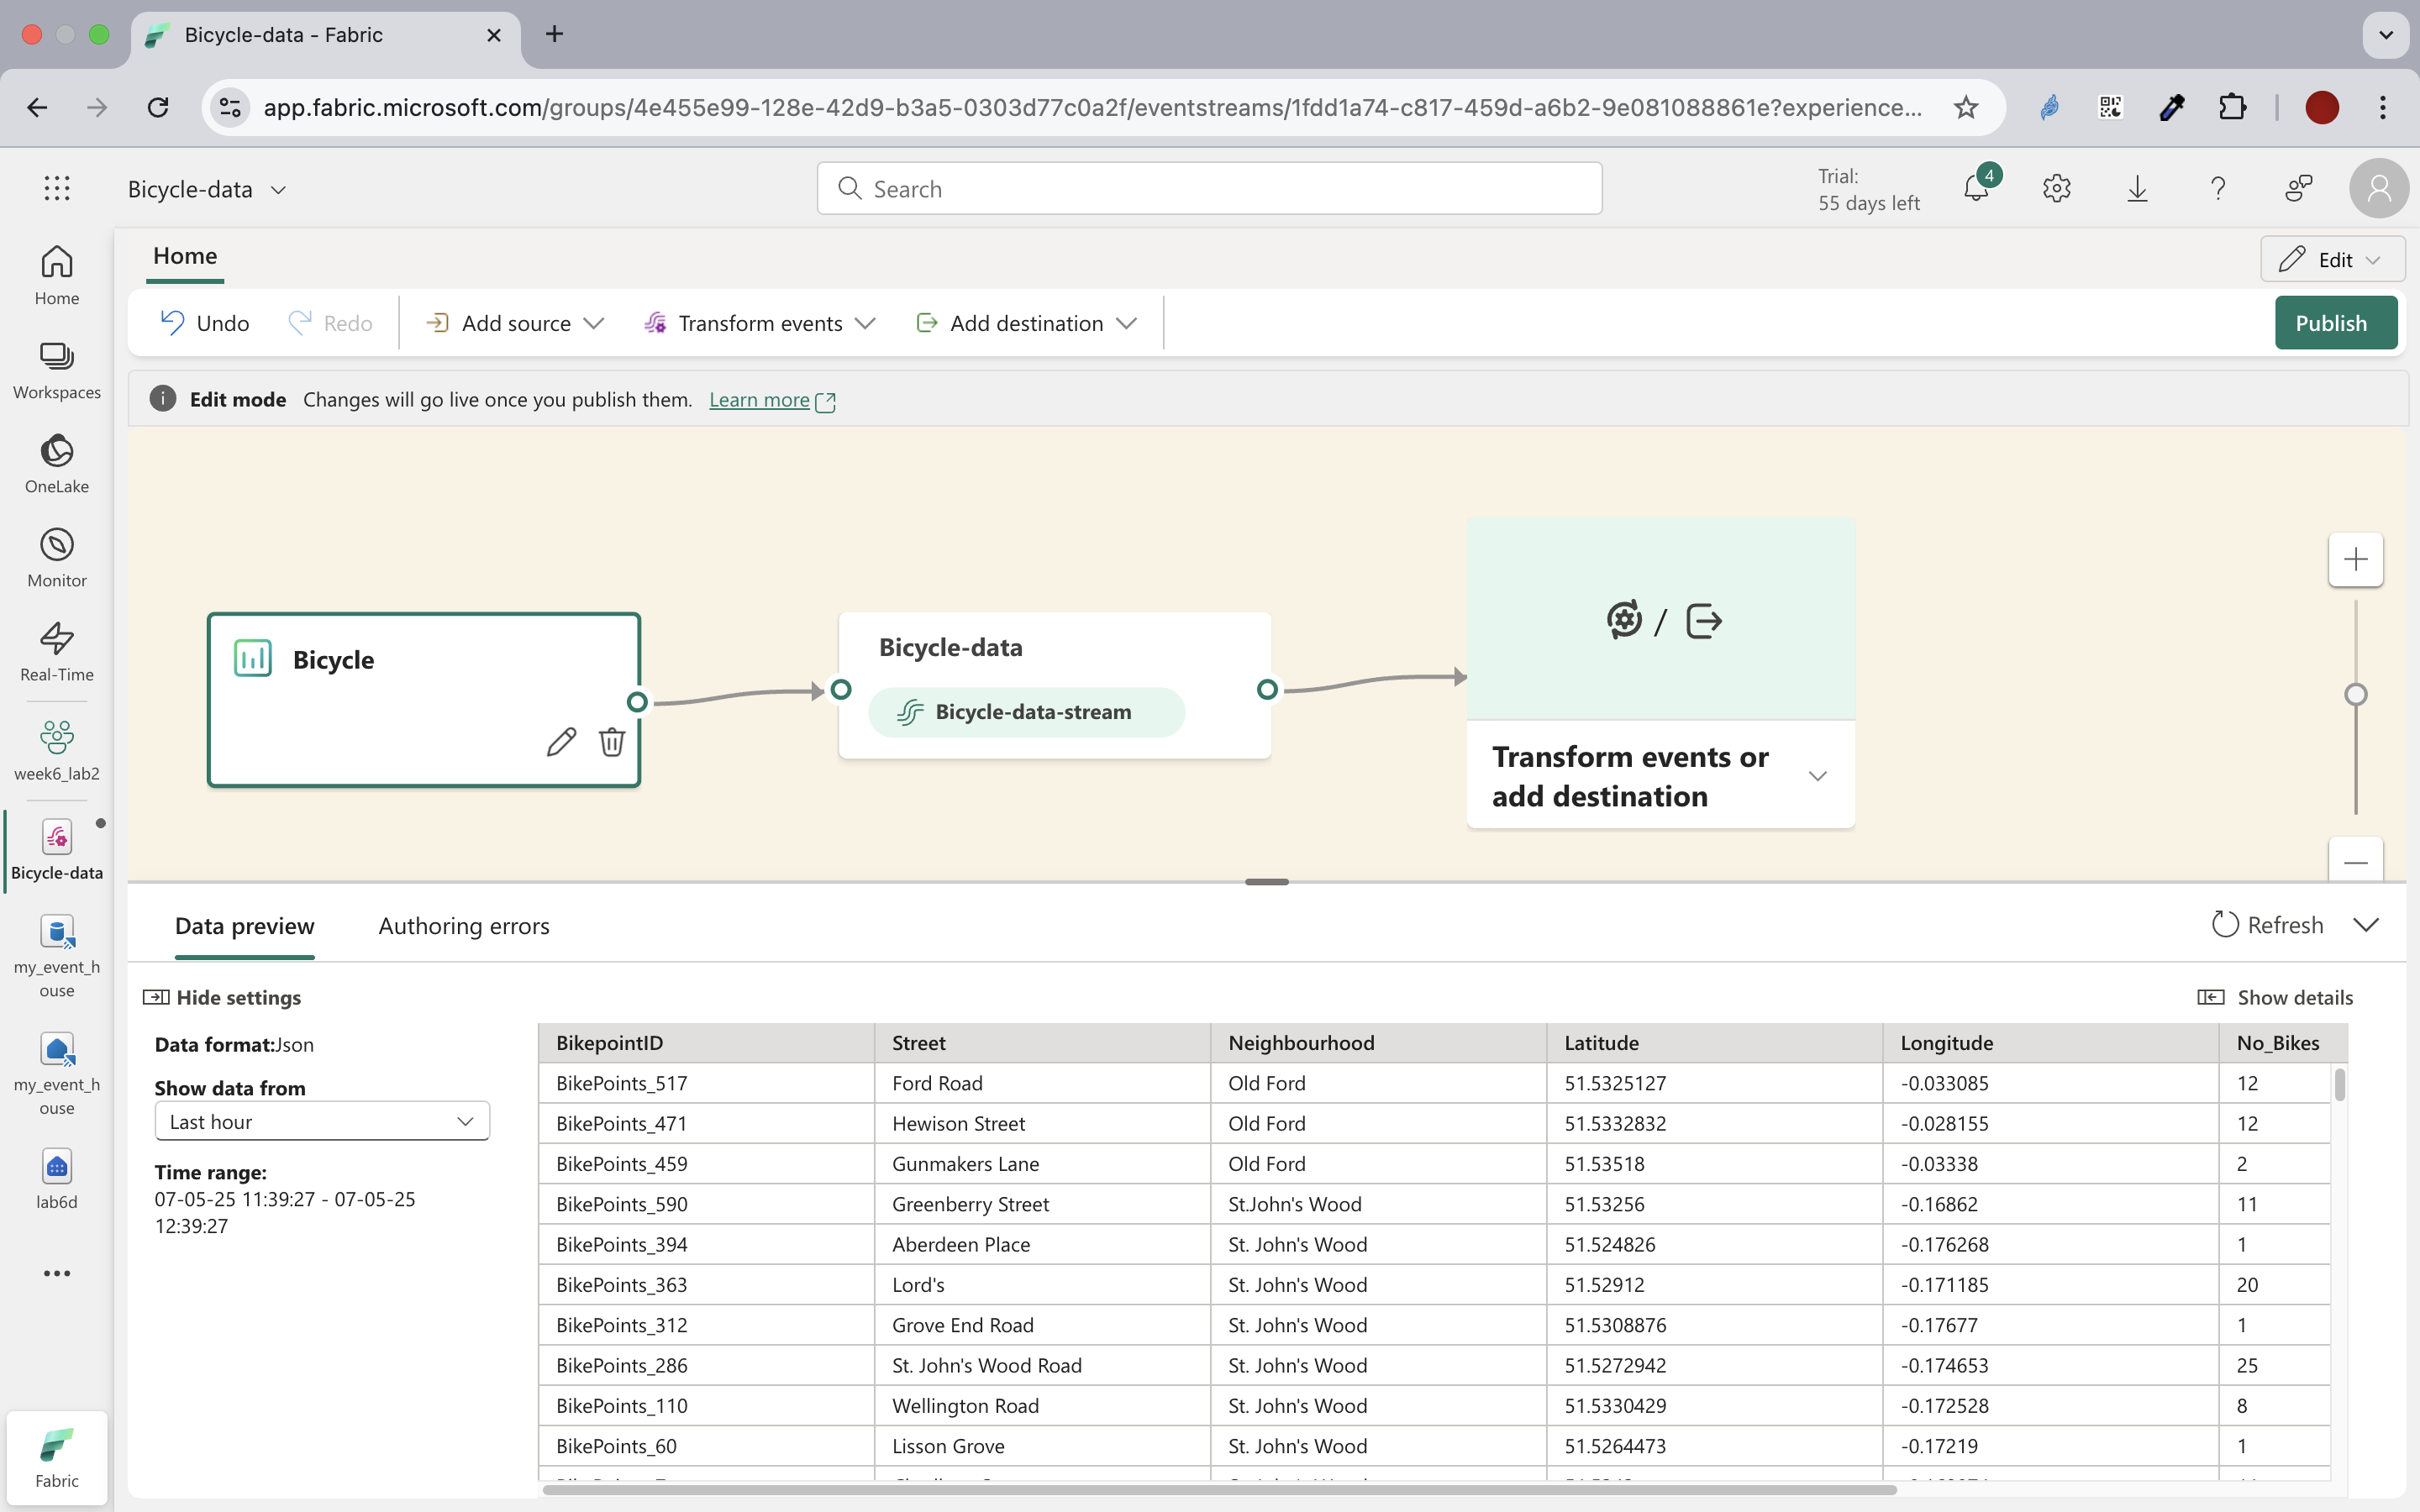 Bicycle-data - Fabric
app.fabric.microsoft.com/groups/4e455e99-128e-42d9-b3a5-0303d77c0a2f/eventstreams/1fdd1a74-c817-459d-a6b2-9e081088861e?experience...
Bicycle-data
Search
Trial:
55 days left
4
Home
Edit
Undo
Redo
Add source
Transform events
Add destination
Publish
Edit mode Changes will go live once you publish them. Learn more
Home
Workspaces
OneLake
Monitor
Real-Time
week6_lab2
Bicycle-data
my_event_h
ouse
my_event_h
ouse
lab6d
Fabric
Bicycle
Bicycle-data
Bicycle-data-stream
/
Transform events or
add destination
Data preview
Authoring errors
Refresh
Hide settings
Show details
Data format:Json
Show data from
Last hour
Time range:
07-05-25 11:39:27 - 07-05-25
12:39:27
BikepointID Street Neighbourhood Latitude Longitude No_Bikes
BikePoints_517 Ford Road Old Ford 51.5325127 -0.033085 12
BikePoints_471 Hewison Street Old Ford 51.5332832 -0.028155 12
BikePoints_459 Gunmakers Lane Old Ford 51.53518 -0.03338 2
BikePoints_590 Greenberry Street St.John's Wood 51.53256 -0.16862 11
BikePoints_394 Aberdeen Place St. John's Wood 51.524826 -0.176268 1
BikePoints_363 Lord's St. John's Wood 51.52912 -0.171185 20
BikePoints_312 Grove End Road St. John's Wood 51.5308876 -0.17677 1
BikePoints_286 St. John's Wood Road St. John's Wood 51.5272942 -0.174653 25
BikePoints_110 Wellington Road St. John's Wood 51.5330429 -0.172528 8
BikePoints_60 Lisson Grove St. John's Wood 51.5264473 -0.17219 1